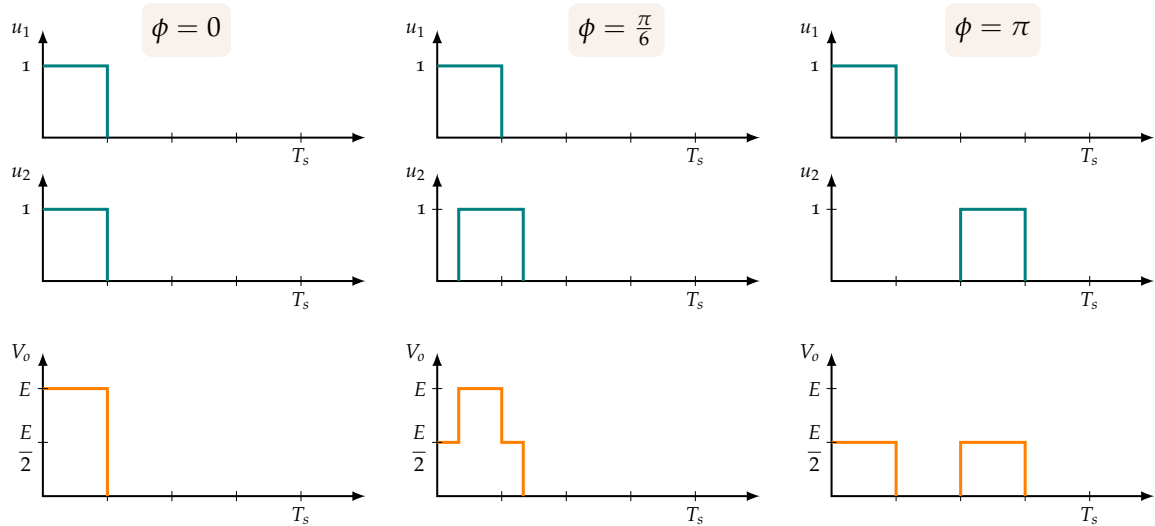 ϕ = 0
u₁
1
Tₛ
u₂
1
Tₛ
Vₒ
E
E/2
Tₛ
ϕ = π/6
u₁
1
Tₛ
u₂
1
Tₛ
Vₒ
E
E/2
Tₛ
ϕ = π
u₁
1
Tₛ
u₂
1
Tₛ
Vₒ
E
E/2
Tₛ